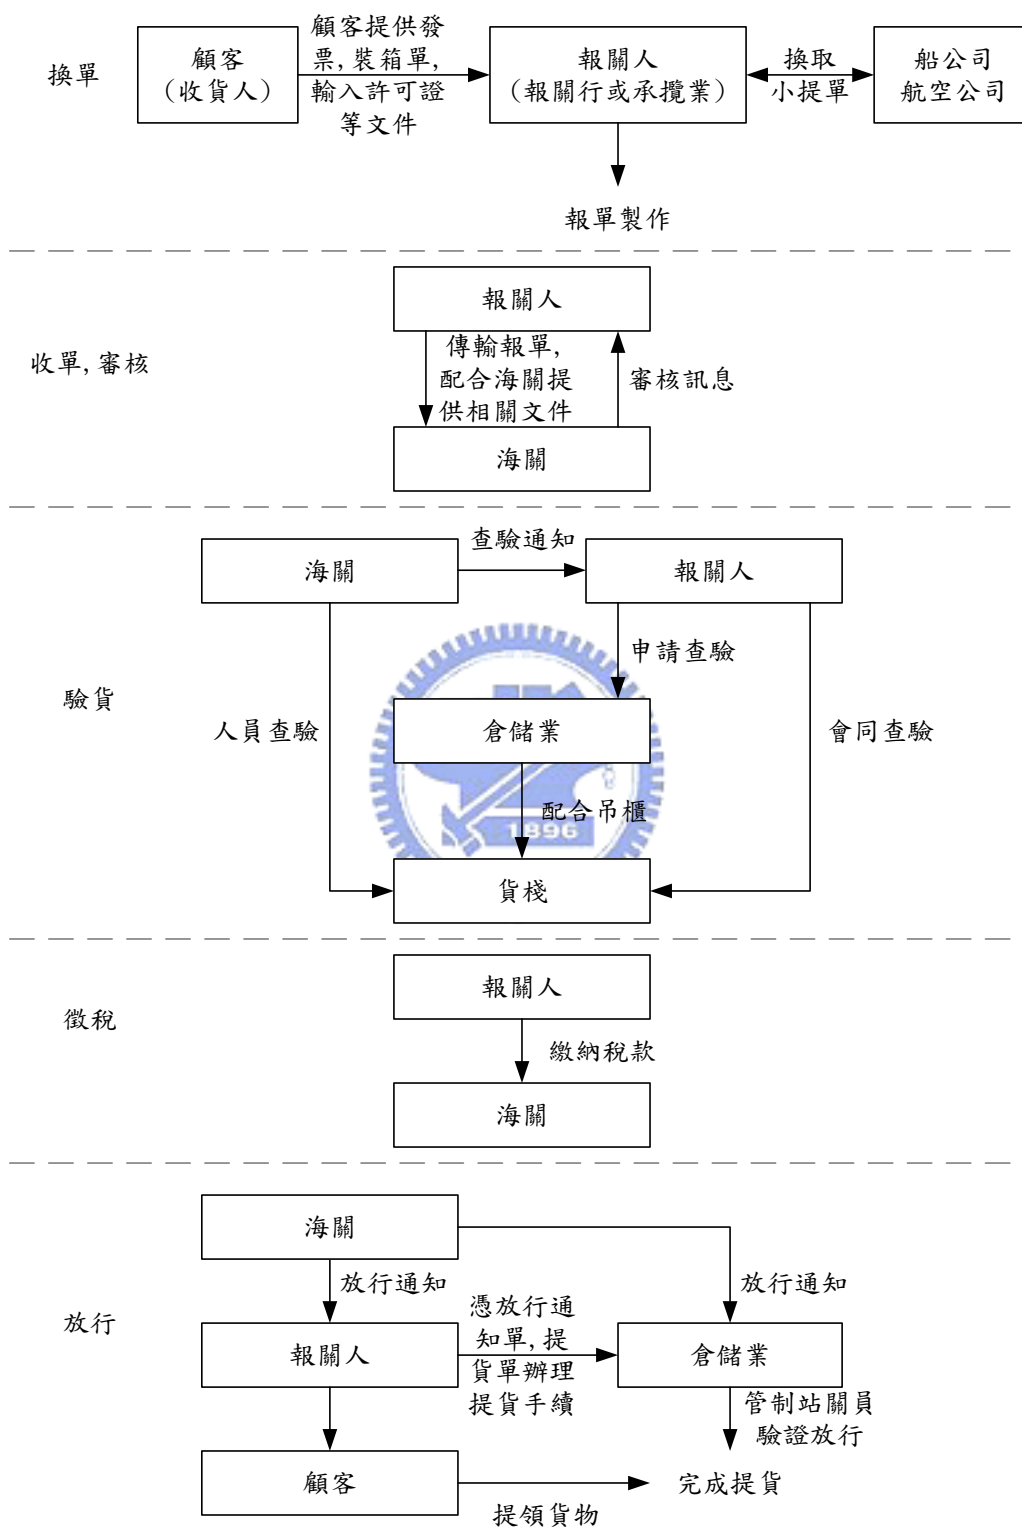 換單
顧客
（收貨人）
顧客提供發
票,裝箱單,
輸入許可證
等文件
報關人
（報關行或承攬業）
換取
小提單
船公司
航空公司
報單製作
收單,審核
報關人
傳輸報單,
配合海關提
供相關文件
審核訊息
海關
驗貨
海關
查驗通知
報關人
申請查驗
人員查驗
倉儲業
會同查驗
配合吊櫃
1896
貨棧
徵稅
報關人
繳納稅款
海關
放行
海關
放行通知
放行通知
報關人
憑放行通
知單,提
貨單辦理
提貨手續
倉儲業
管制站關員
驗證放行
顧客
提領貨物
完成提貨